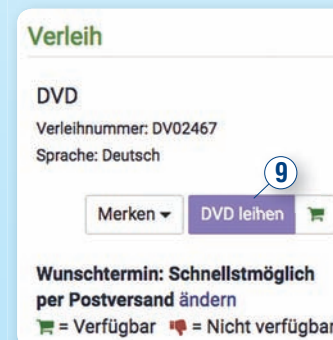 Verleih
DVD
Verleihnummer: DV02467
Sprache: Deutsch
9
Merken DVD leihen
Wunschtermin: Schnellstmöglich
per Postversand ändern
= Verfügbar = Nicht verfügbar